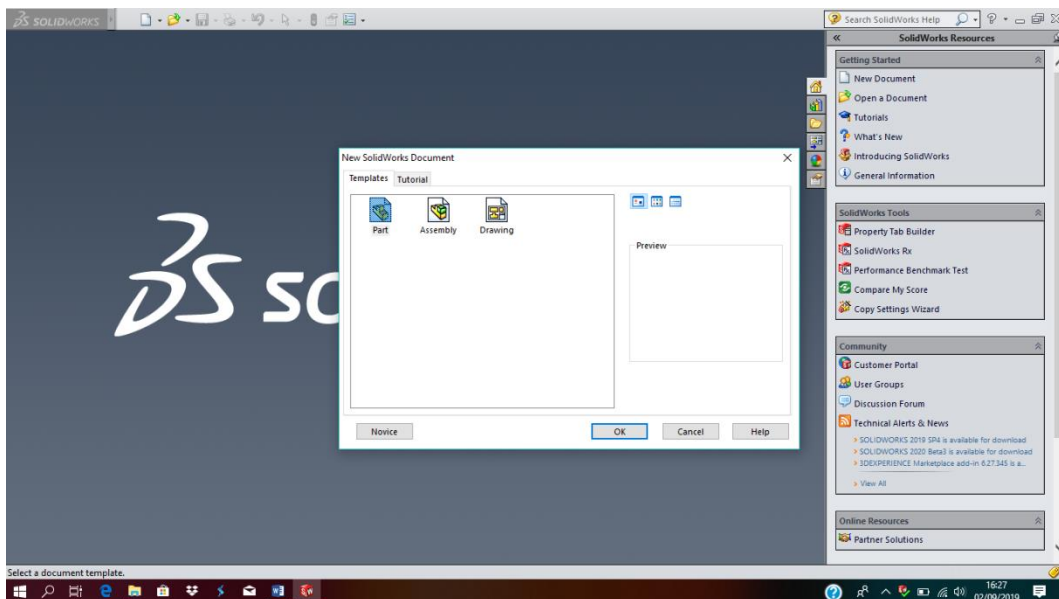 SOLIDWORKS
Search SolidWorks Help
SolidWorks Resources
Getting Started
New Document
Open a Document
Tutorials
What's New
Introducing SolidWorks
General Information
SolidWorks Tools
Property Tab Builder
SolidWorks Rx
Performance Benchmark Test
Compare My Score
Copy Settings Wizard
Community
Customer Portal
User Groups
Discussion Forum
Technical Alerts & News
SOLIDWORKS 2019 SP4 is available for download
SOLIDWORKS 2020 Beta3 is available for download
3DEXPERIENCE Marketplace add-in 6.27.345 is a...
View All
Online Resources
Partner Solutions
New SolidWorks Document
Templates Tutorial
Part Assembly Drawing
Preview
Novice OK Cancel Help
SO
Select a document template.
16:27
02/09/2019